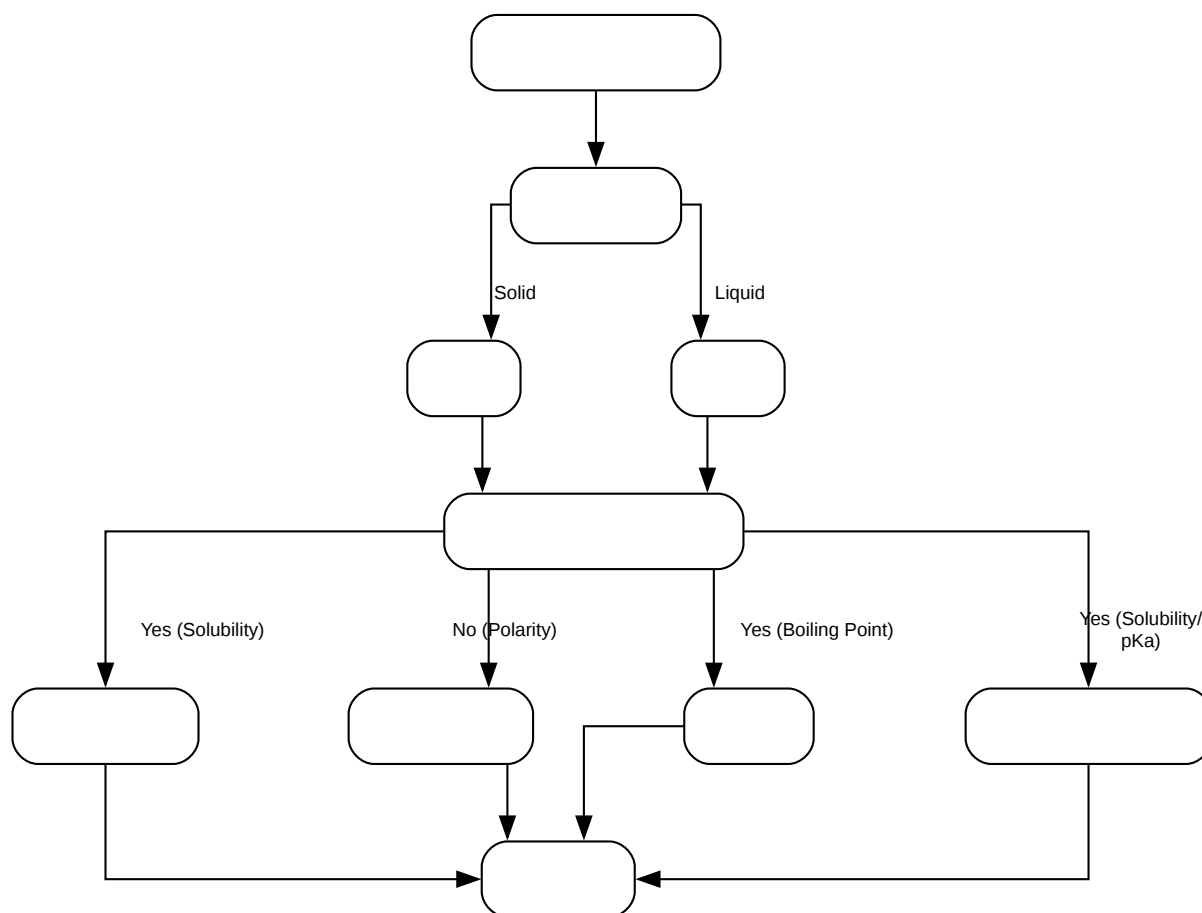 Solid
Liquid
Yes (Solubility)
No (Polarity)
Yes (Boiling Point)
Yes (Solubility/
pKa)